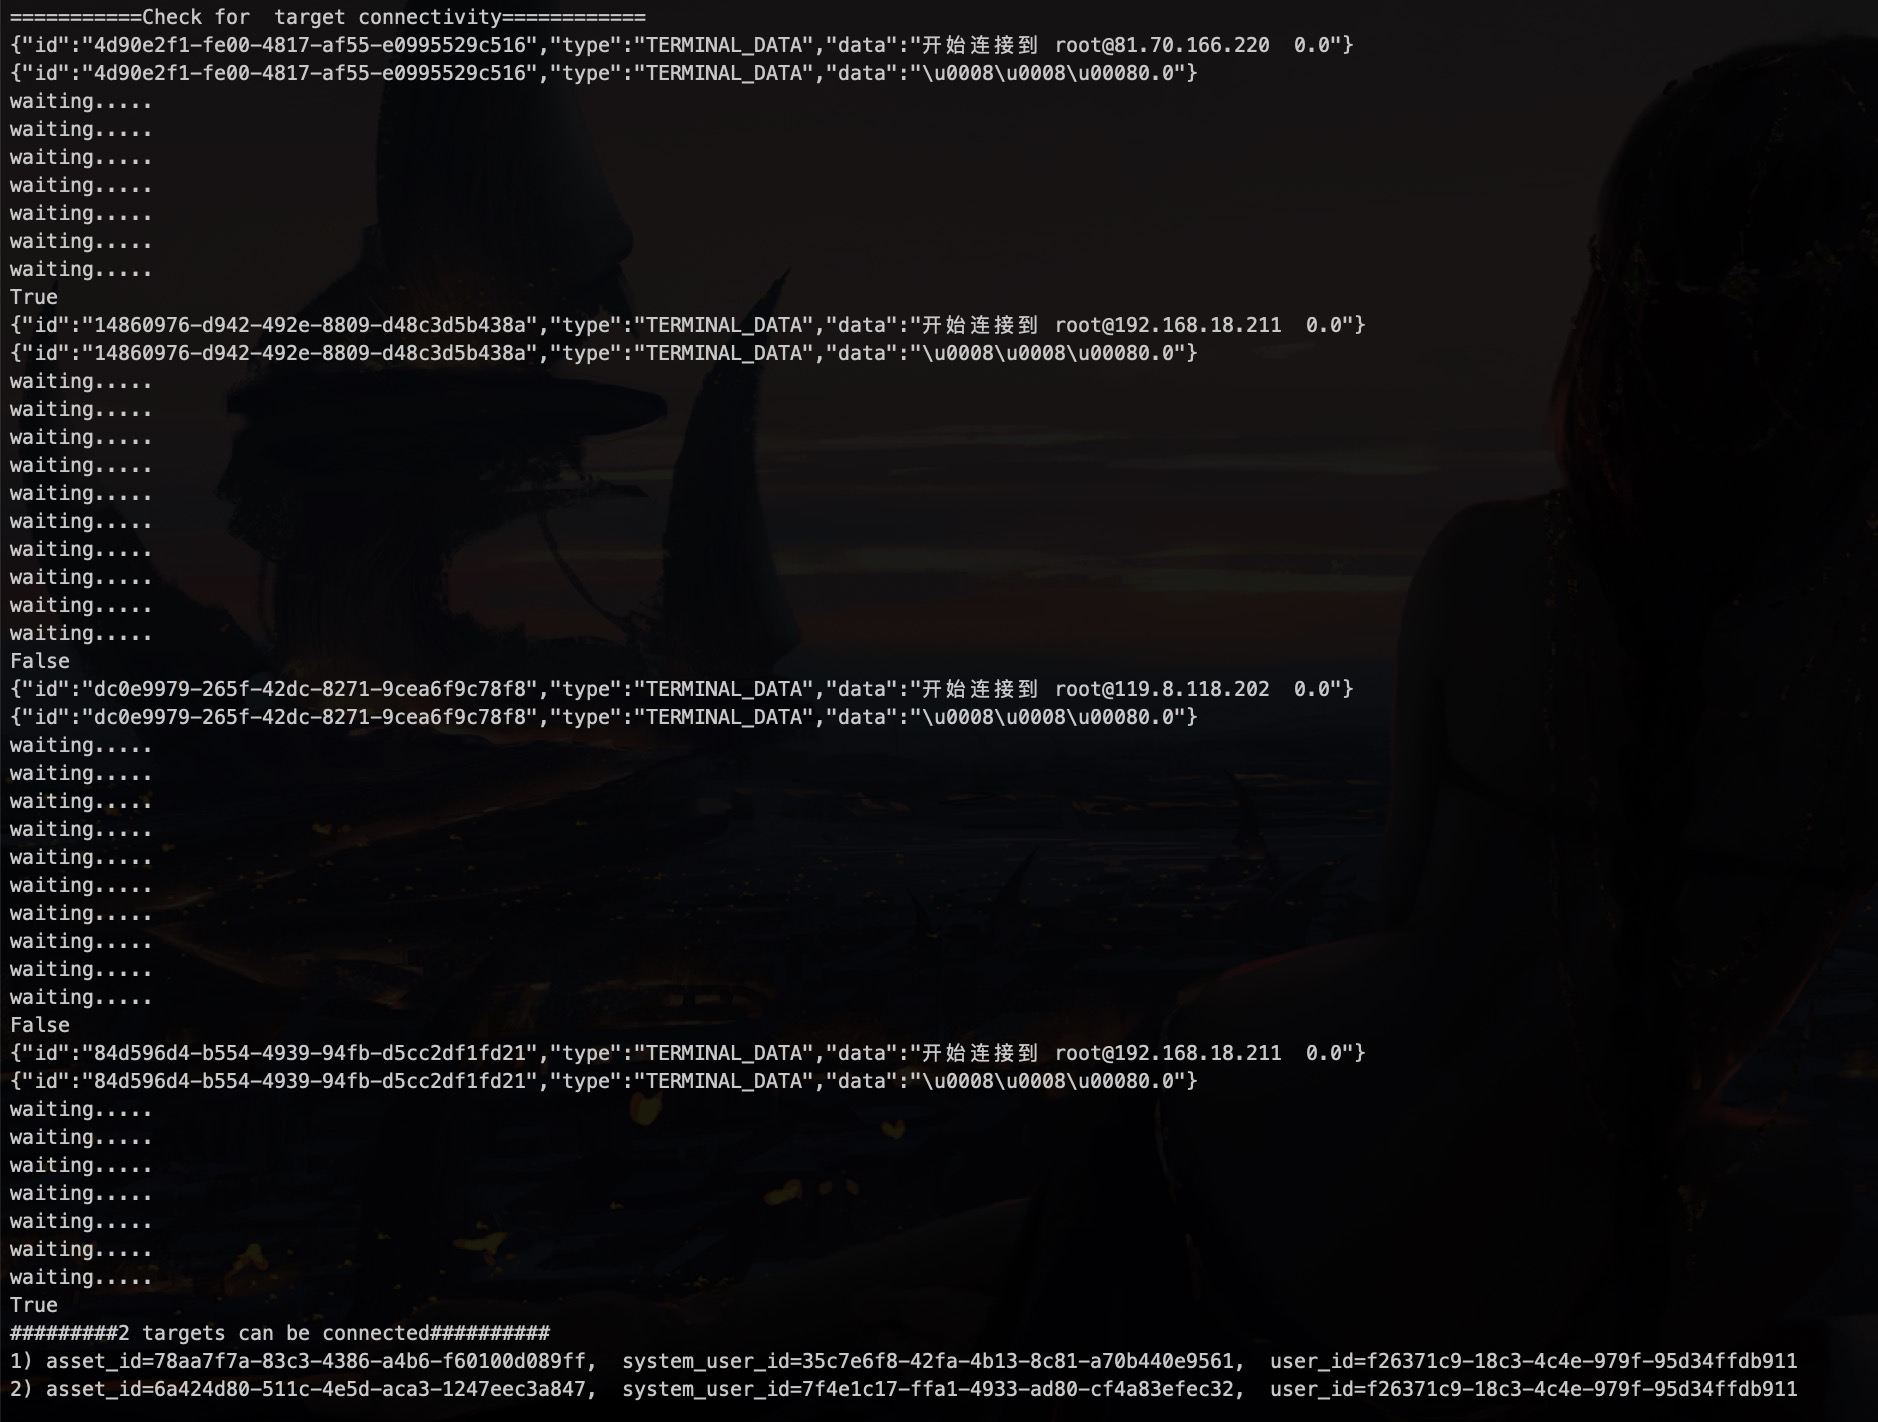 ===========Check for  target connectivity============
{"id":"4d90e2f1-fe00-4817-af55-e0995529c516","type":"TERMINAL_DATA","data":"开始连接到 root@81.70.166.220  0.0"}
{"id":"4d90e2f1-fe00-4817-af55-e0995529c516","type":"TERMINAL_DATA","data":"\u0008\u0008\u00080.0"}
waiting.....
waiting.....
waiting.....
waiting.....
waiting.....
waiting.....
waiting.....
True
{"id":"14860976-d942-492e-8809-d48c3d5b438a","type":"TERMINAL_DATA","data":"开始连接到 root@192.168.18.211  0.0"}
{"id":"14860976-d942-492e-8809-d48c3d5b438a","type":"TERMINAL_DATA","data":"\u0008\u0008\u00080.0"}
waiting.....
waiting.....
waiting.....
waiting.....
waiting.....
waiting.....
waiting.....
waiting.....
waiting.....
waiting.....
False
{"id":"dc0e9979-265f-42dc-8271-9cea6f9c78f8","type":"TERMINAL_DATA","data":"开始连接到 root@119.8.118.202  0.0"}
{"id":"dc0e9979-265f-42dc-8271-9cea6f9c78f8","type":"TERMINAL_DATA","data":"\u0008\u0008\u00080.0"}
waiting.....
waiting.....
waiting.....
waiting.....
waiting.....
waiting.....
waiting.....
waiting.....
waiting.....
waiting.....
False
{"id":"84d596d4-b554-4939-94fb-d5cc2df1fd21","type":"TERMINAL_DATA","data":"开始连接到 root@192.168.18.211  0.0"}
{"id":"84d596d4-b554-4939-94fb-d5cc2df1fd21","type":"TERMINAL_DATA","data":"\u0008\u0008\u00080.0"}
waiting.....
waiting.....
waiting.....
waiting.....
waiting.....
waiting.....
waiting.....
True
#########2 targets can be connected##########
1) asset_id=78aa7f7a-83c3-4386-a4b6-f60100d089ff,  system_user_id=35c7e6f8-42fa-4b13-8c81-a70b440e9561,  user_id=f26371c9-18c3-4c4e-979f-95d34ffdb911
2) asset_id=6a424d80-511c-4e5d-aca3-1247eec3a847,  system_user_id=7f4e1c17-ffa1-4933-ad80-cf4a83efec32,  user_id=f26371c9-18c3-4c4e-979f-95d34ffdb911